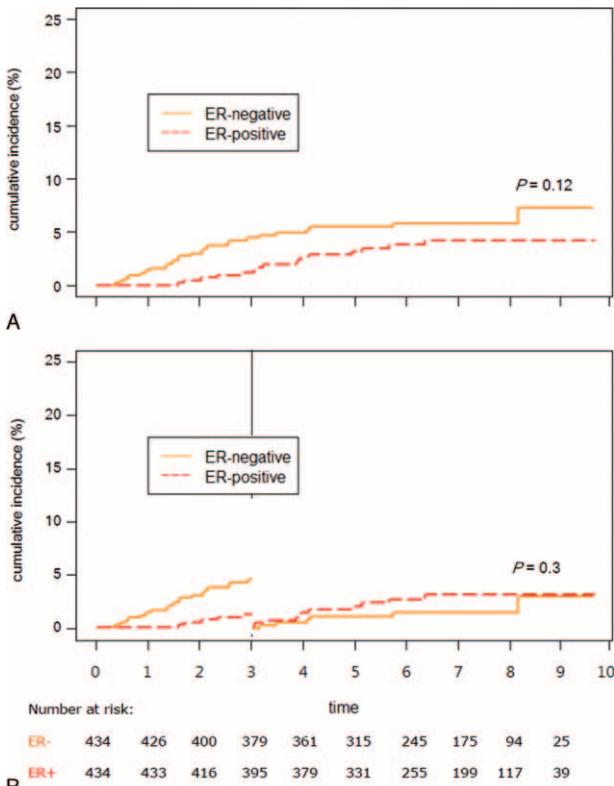 cumulative incidence (%)
25
20
15
10
5
0
ER-negative
ER-positive
P = 0.12
A
cumulative incidence (%)
25
20
15
10
5
0
ER-negative
ER-positive
P = 0.3
0 1 2 3 4 5 6 7 8 9 10
Number at risk: time
ER- 434 426 400 379 361 315 245 175 94 25
ER+ 434 433 416 395 379 331 255 199 117 39
B